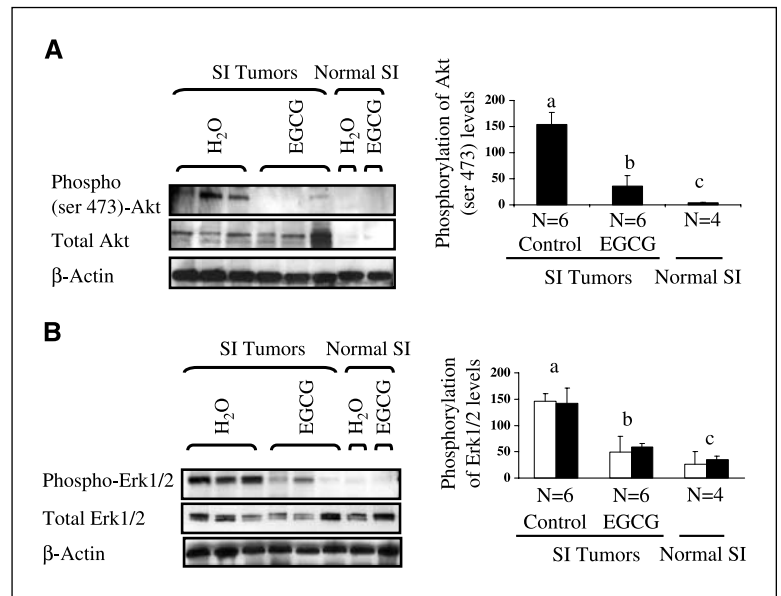 A
SI Tumors Normal SI
H2O EGCG H2O EGCG
Phospho
(ser 473)-Akt
Total Akt
β-Actin
Phosphorylation of Akt
(ser 473) levels
200
150
100
50
0
a
b
c
N=6 N=6 N=4
Control EGCG
SI Tumors Normal SI
B
SI Tumors Normal SI
H2O EGCG H2O EGCG
Phospho-Erk1/2
Total Erk1/2
β-Actin
Phosphorylation
of Erk1/2 levels
200
150
100
50
0
a
b
c
N=6 N=6 N=4
Control EGCG
SI Tumors Normal SI